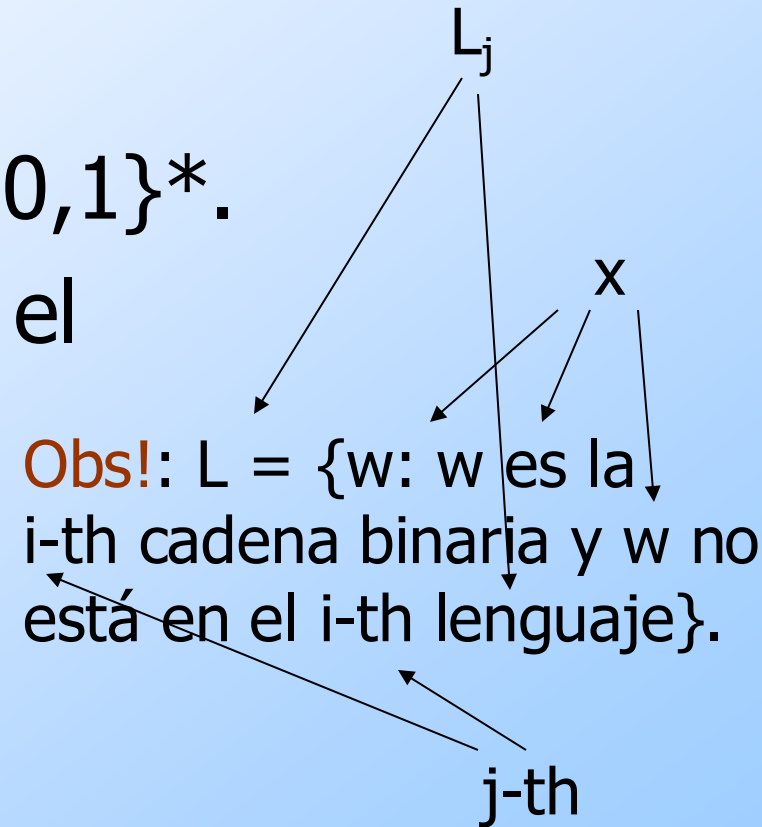 Lj
0,1}*.
el
x
Obs!: L = {w: w es la
i-th cadena binaria y w no
está en el i-th lenguaje}.
j-th